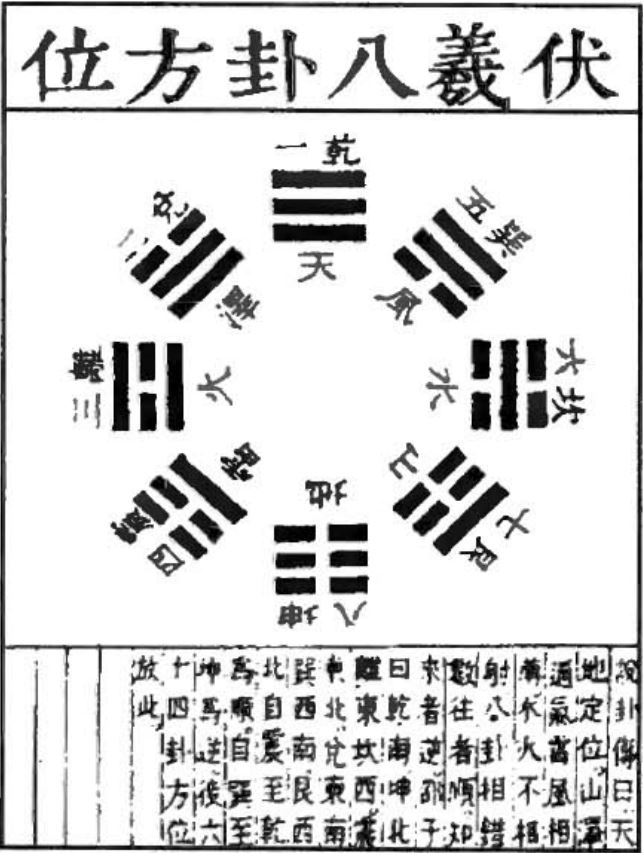 伏羲八卦方位
乾一
天
兌二
澤
離三
火
震四
雷
巽五
風
坎六
水
艮七
山
坤八
地
說卦傳曰天
地定位山澤
通氣雷風相
薄水火不相
射八卦相錯
數往者順知
來者逆邵子
曰乾南坤北
離東坎西震
東北兌東南
巽西南艮西
北自震至乾
爲順自巽至
坤爲逆後六
十四卦方位
放此